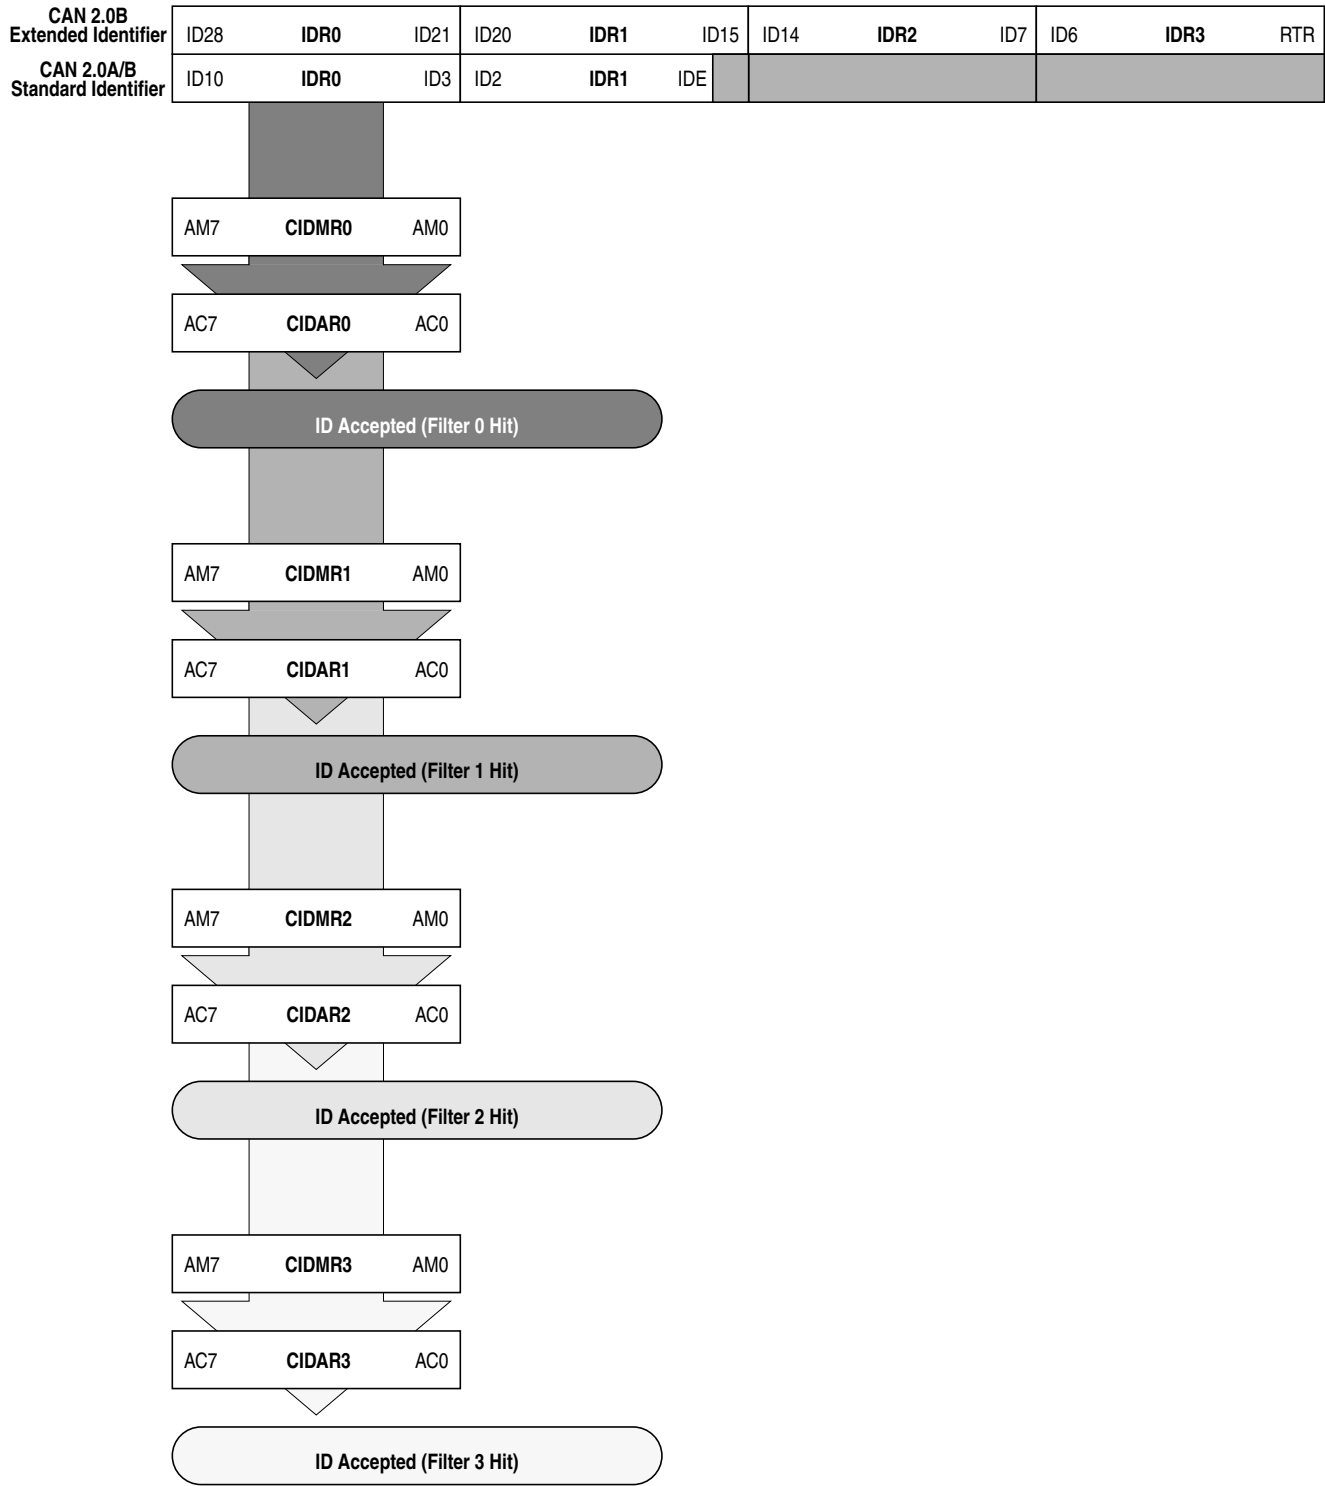 CAN 2.0B
Extended Identifier
ID28 IDR0 ID21 ID20 IDR1 ID15 ID14 IDR2 ID7 ID6 IDR3 RTR
CAN 2.0A/B
Standard Identifier
ID10 IDR0 ID3 ID2 IDR1 IDE
AM7 CIDMR0 AM0
AC7 CIDAR0 AC0
ID Accepted (Filter 0 Hit)
AM7 CIDMR1 AM0
AC7 CIDAR1 AC0
ID Accepted (Filter 1 Hit)
AM7 CIDMR2 AM0
AC7 CIDAR2 AC0
ID Accepted (Filter 2 Hit)
AM7 CIDMR3 AM0
AC7 CIDAR3 AC0
ID Accepted (Filter 3 Hit)